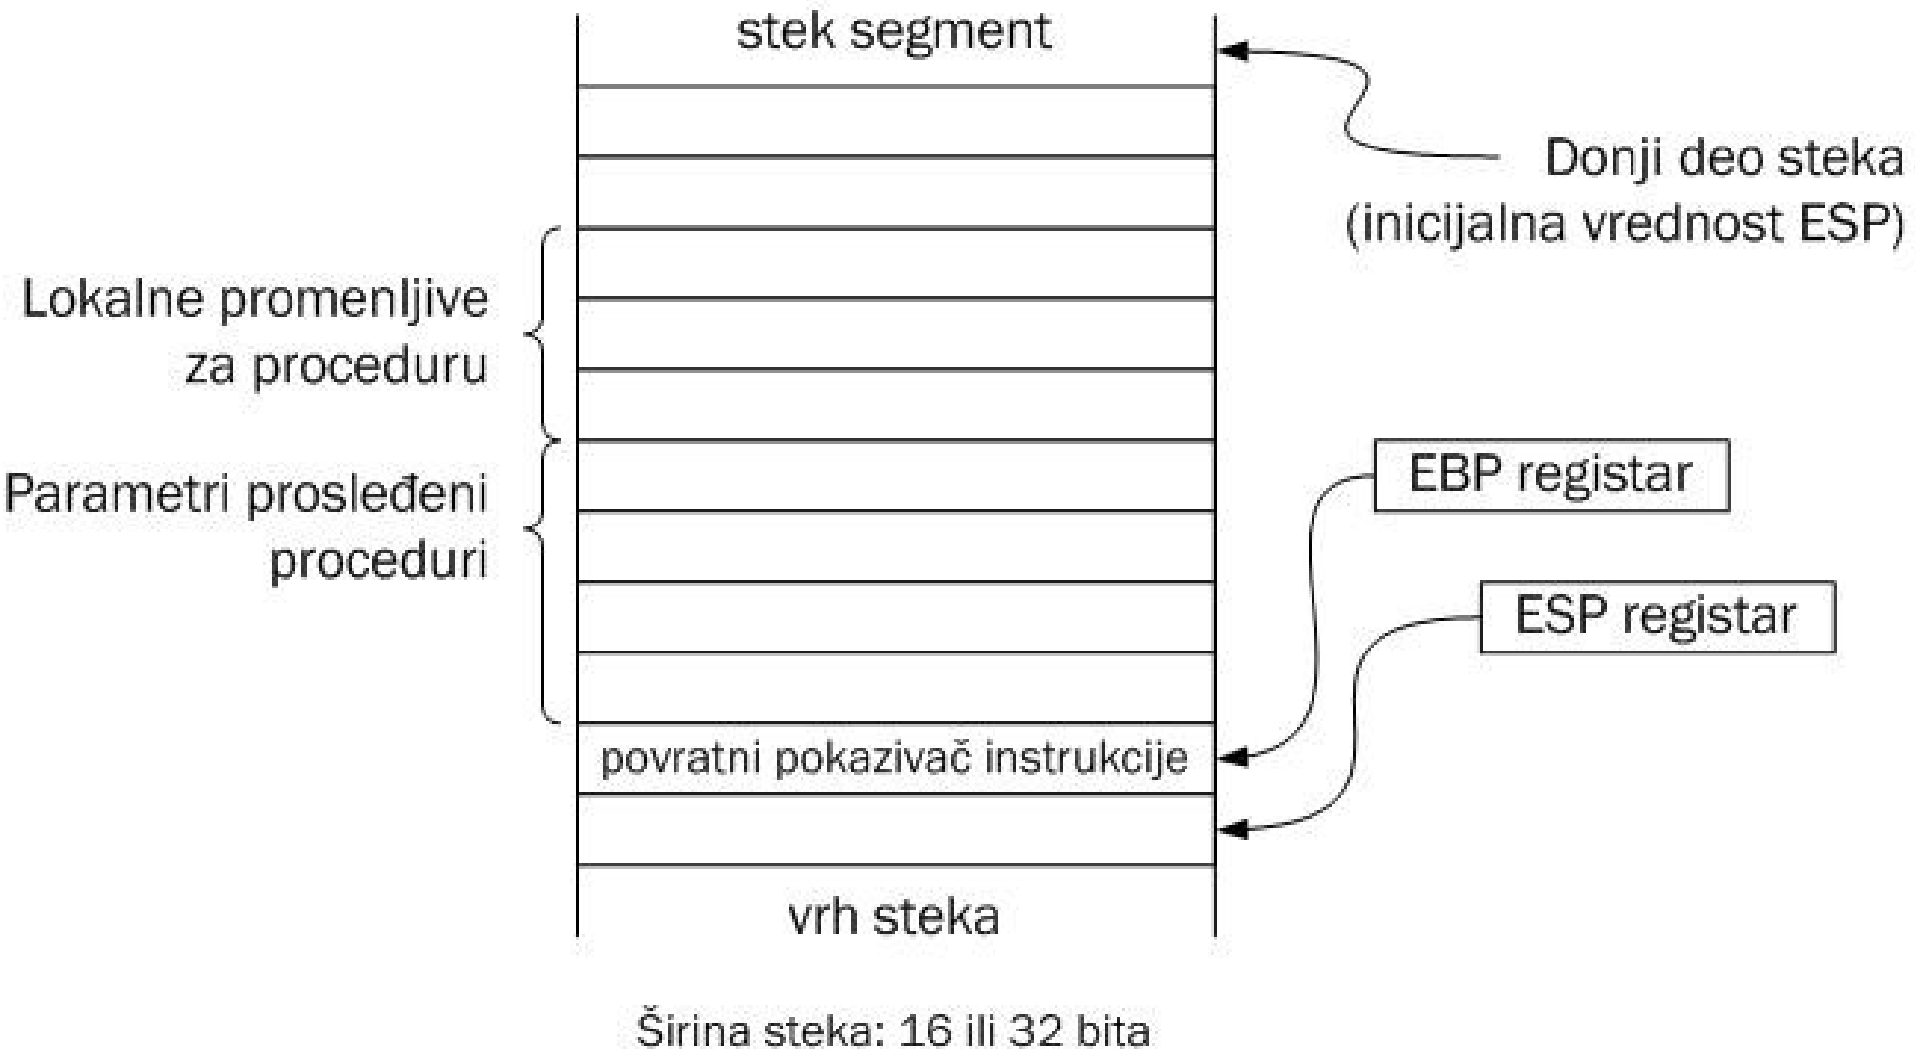 stek segment
Donji deo steka
(inicijalna vrednost ESP)
Lokalne promenljive
za proceduru
Parametri prosleđeni
proceduri
EBP registar
ESP registar
povratni pokazivač instrukcije
vrh steka
Širina steka: 16 ili 32 bita